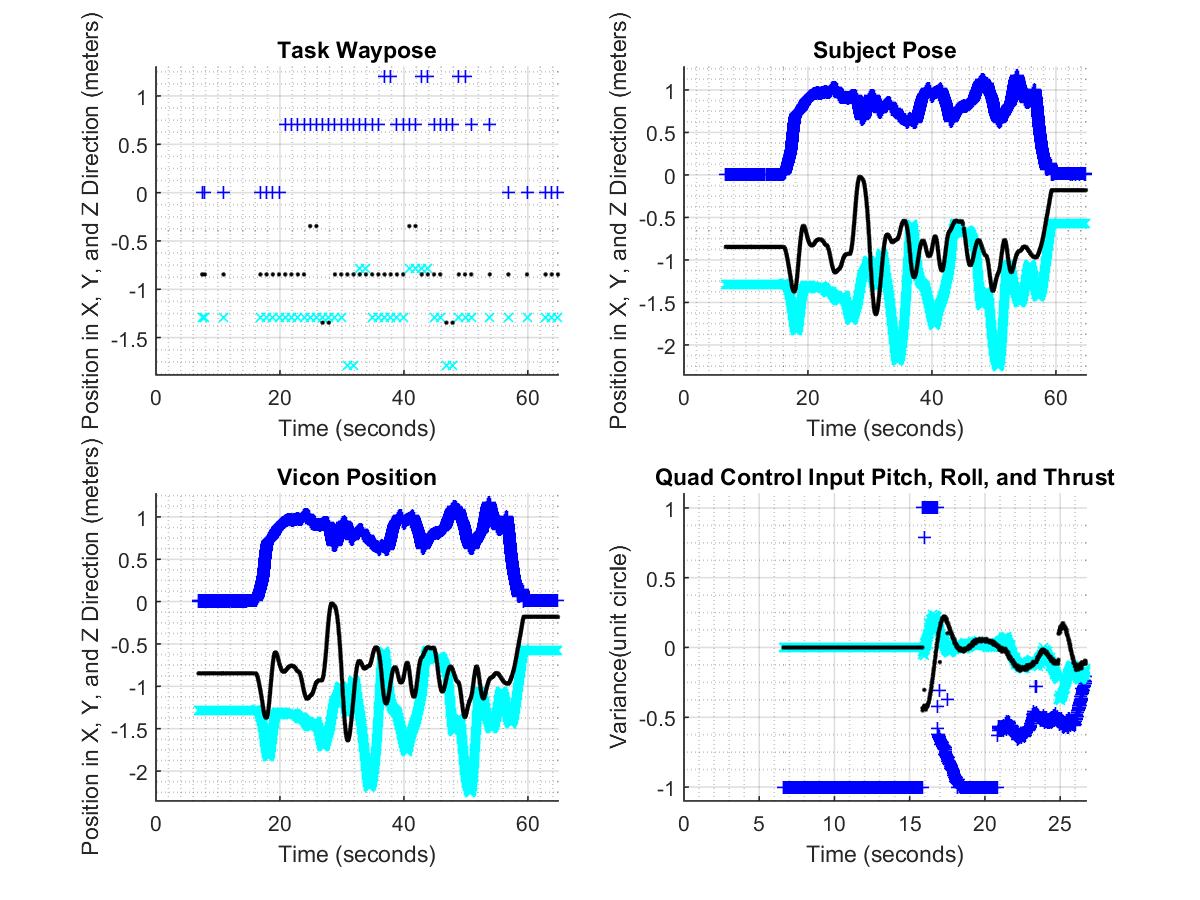 Task Waypose
Position in X, Y, and Z Direction (meters)
1
0.5
0
-0.5
-1
-1.5
0 20 40 60
Time (seconds)
Subject Pose
Position in X, Y, and Z Direction (meters)
1
0.5
0
-0.5
-1
-1.5
-2
0 20 40 60
Time (seconds)
Vicon Position
Position in X, Y, and Z Direction (meters)
1
0.5
0
-0.5
-1
-1.5
-2
0 20 40 60
Time (seconds)
Quad Control Input Pitch, Roll, and Thrust
Variance(unit circle)
1
0.5
0
-0.5
-1
0 5 10 15 20 25
Time (seconds)